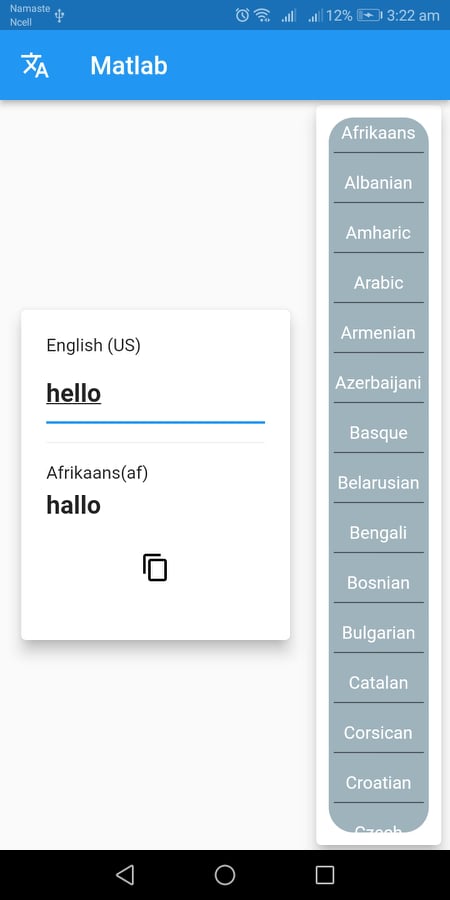 Namaste
Ncell
12%
3:22 am
Matlab
English (US)
hello
Afrikaans(af)
hallo
Afrikaans
Albanian
Amharic
Arabic
Armenian
Azerbaijani
Basque
Belarusian
Bengali
Bosnian
Bulgarian
Catalan
Corsican
Croatian
Czech